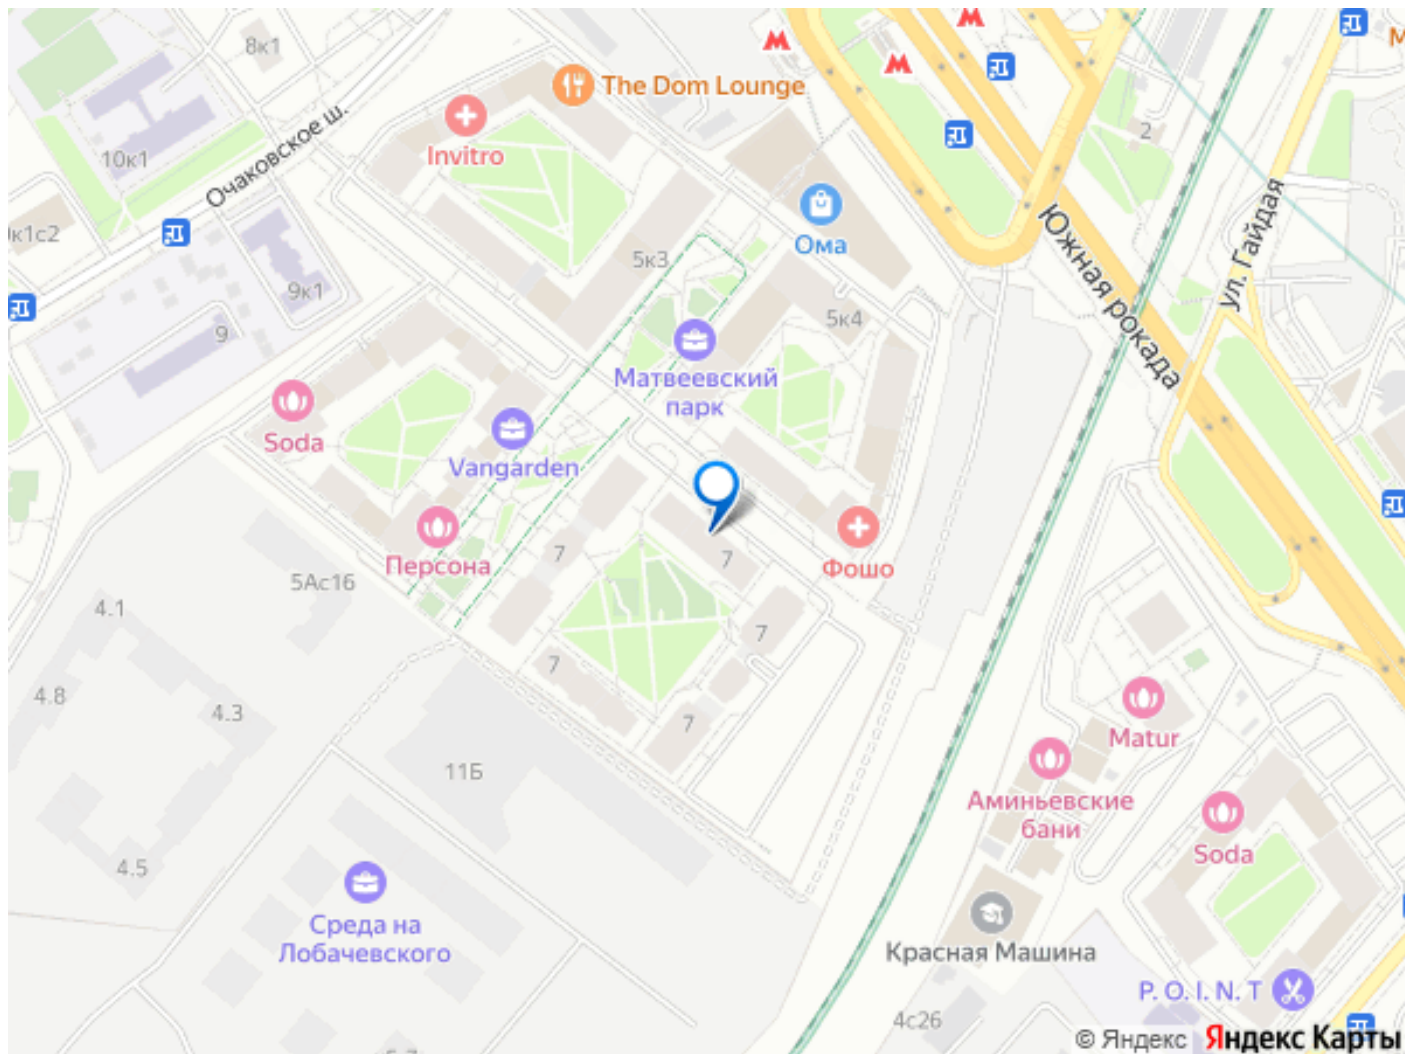 8к1
The Dom Lounge
Invitro
10к1
Очаковское ш.
2
к1с2
Ома
Южная рокада
ул. Гайдая
5к3
9к1
9
5к4
Матвеевский
парк
Soda
Vangarden
Персона
7
7
Фошо
5Ас16
4.1
7
7
4.8
4.3
7
Matur
11Б
Аминьевские
бани
4.5
Soda
Среда на
Лобачевского
Красная Машина
P. O. I. N. T
4с26
© Яндекс
Яндекс Карты